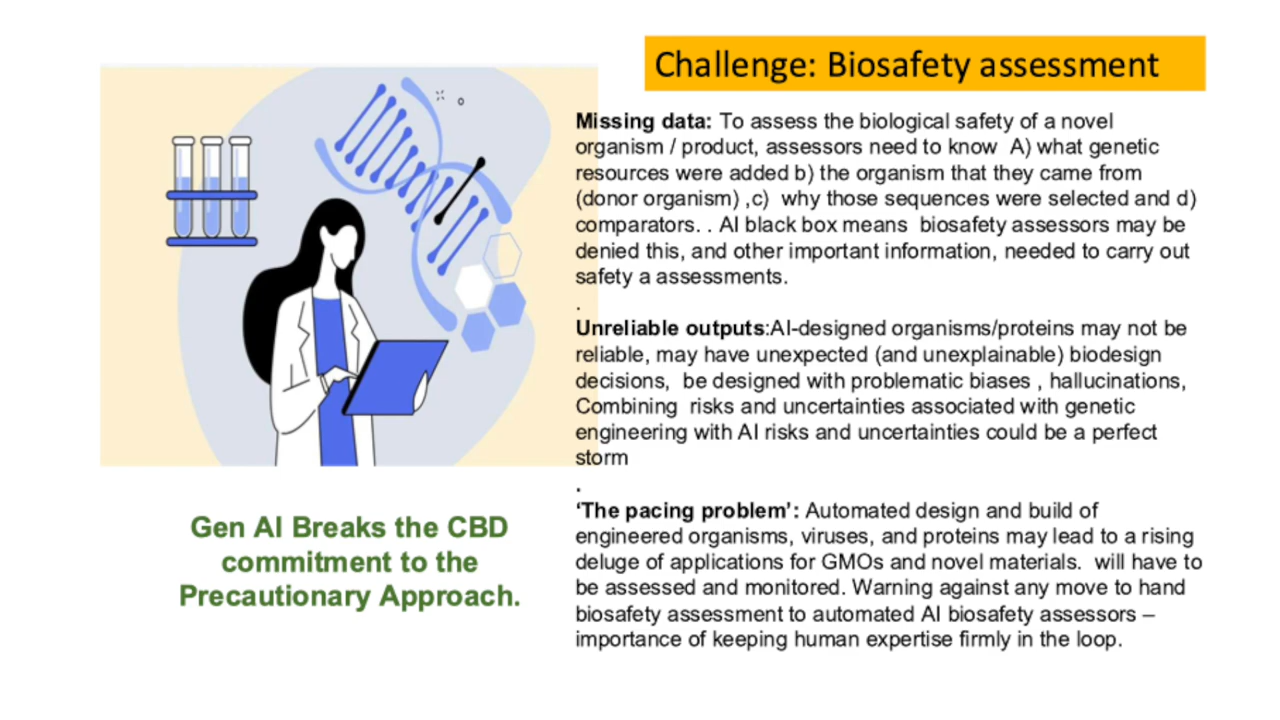 Challenge: Biosafety assessment
Missing data: To assess the biological safety of a novel
organism / product, assessors need to know  A) what genetic
resources were added b) the organism that they came from
(donor organism) ,c)  why those sequences were selected and d)
comparators. . AI black box means  biosafety assessors may be
denied this, and other important information, needed to carry out
safety a assessments.
.
Unreliable outputs:AI-designed organisms/proteins may not be
reliable, may have unexpected (and unexplainable) biodesign
decisions,  be designed with problematic biases , hallucinations,
Combining  risks and uncertainties associated with genetic
engineering with AI risks and uncertainties could be a perfect
storm
.
‘The pacing problem’: Automated design and build of
engineered organisms, viruses, and proteins may lead to a rising
deluge of applications for GMOs and novel materials.  will have to
be assessed and monitored. Warning against any move to hand
biosafety assessment to automated AI biosafety assessors –
importance of keeping human expertise firmly in the loop.
Gen AI Breaks the CBD
commitment to the
Precautionary Approach.